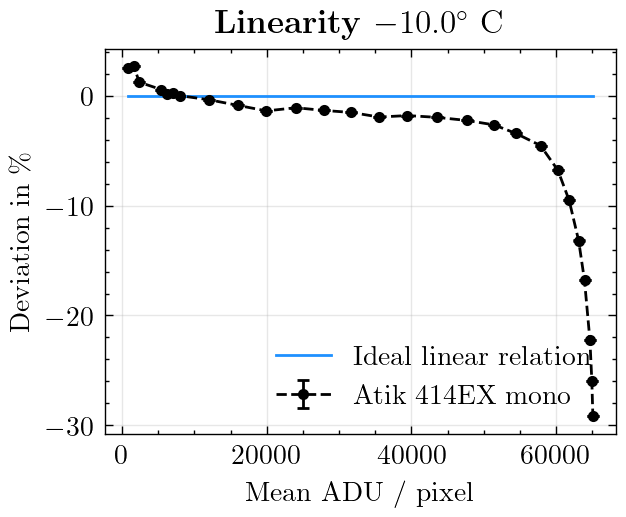 Linearity −10.0° C
Deviation in %
0
−10
−20
−30
Ideal linear relation
Atik 414EX mono
0 20000 40000 60000
Mean ADU / pixel